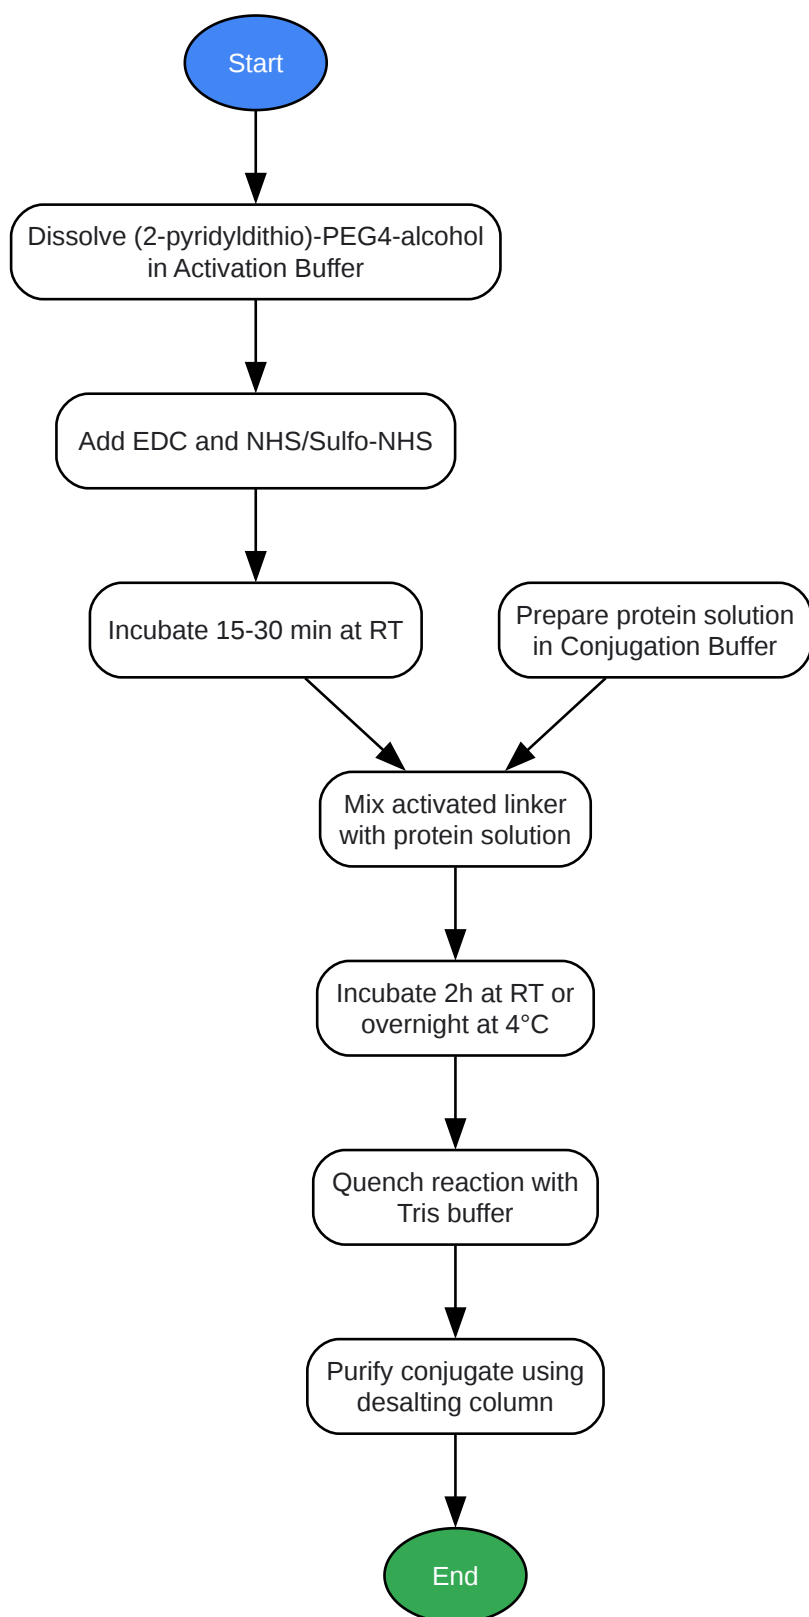 Start
Dissolve (2-pyridyldithio)-PEG4-alcohol
in Activation Buffer
Add EDC and NHS/Sulfo-NHS
Incubate 15-30 min at RT
Prepare protein solution
in Conjugation Buffer
Mix activated linker
with protein solution
Incubate 2h at RT or
overnight at 4°C
Quench reaction with
Tris buffer
Purify conjugate using
desalting column
End